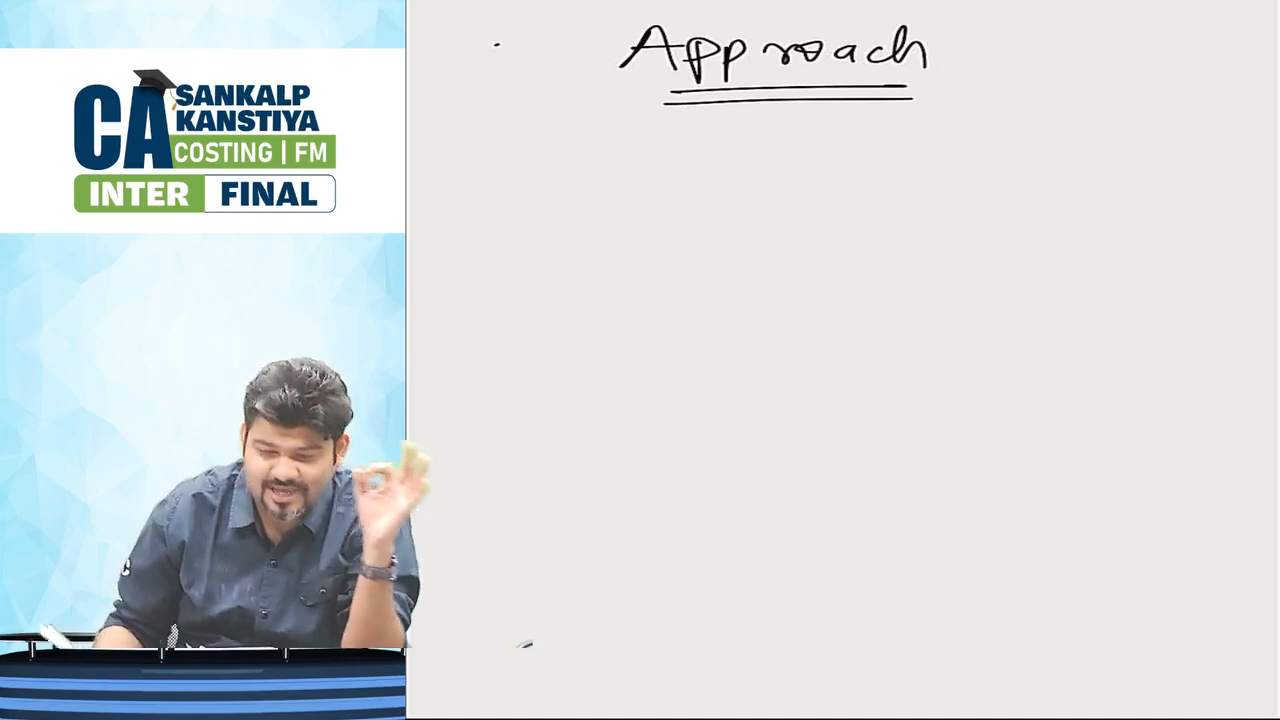 CA SANKALP
KANSTIYA
COSTING | FM
INTER FINAL
Approach